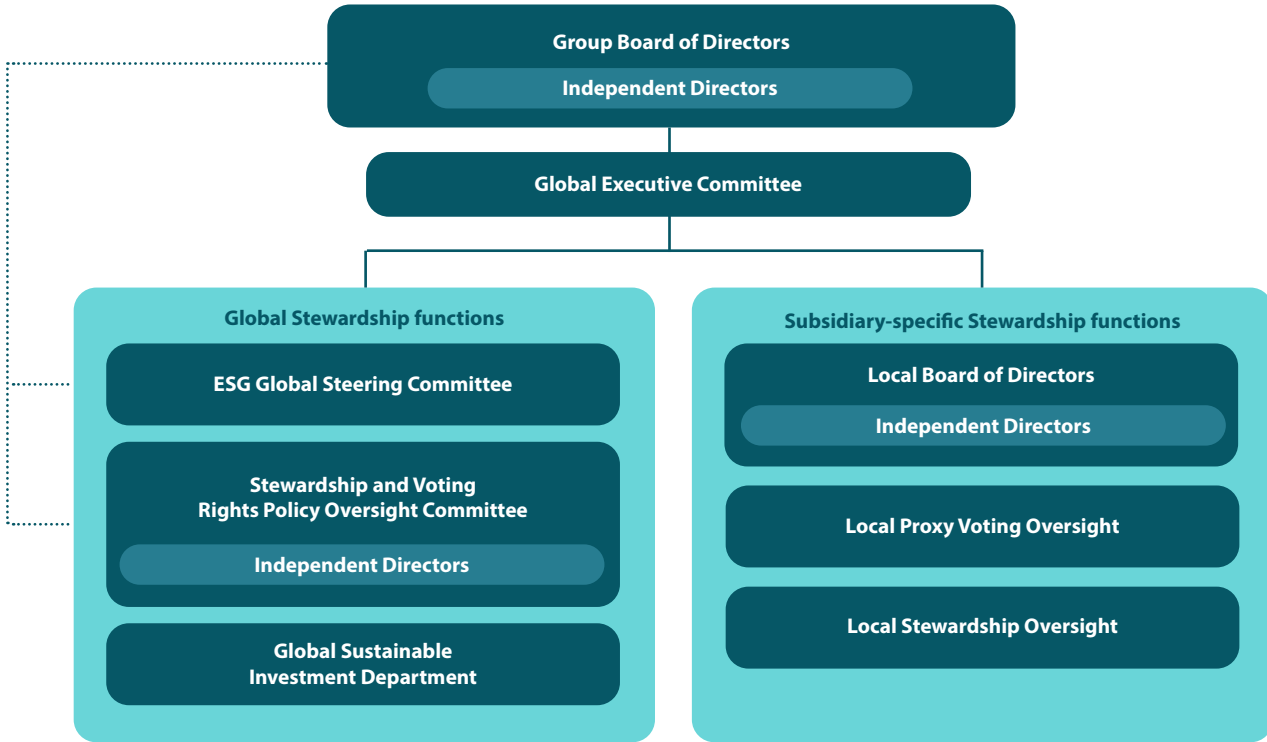 Group Board of Directors
Independent Directors
Global Executive Committee
Global Stewardship functions
ESG Global Steering Committee
Stewardship and Voting
Rights Policy Oversight Committee
Independent Directors
Global Sustainable
Investment Department
Subsidiary-specific Stewardship functions
Local Board of Directors
Independent Directors
Local Proxy Voting Oversight
Local Stewardship Oversight